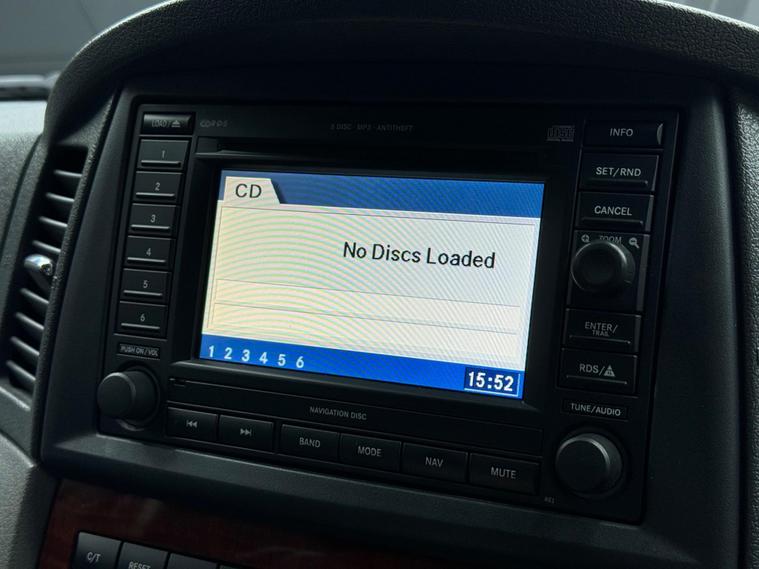 LOAD/⏏
6 DISC · MP3 · ANTITHEFT
INFO
1
2
3
4
5
6
SET/RND
CANCEL
ZOOM
ENTER/
TRAIL
RDS/
PUSH ON/VOL
TUNE/AUDIO
CD
No Discs Loaded
1 2 3 4 5 6
15:52
NAVIGATION DISC
BAND
MODE
NAV
MUTE
C/T
RESET